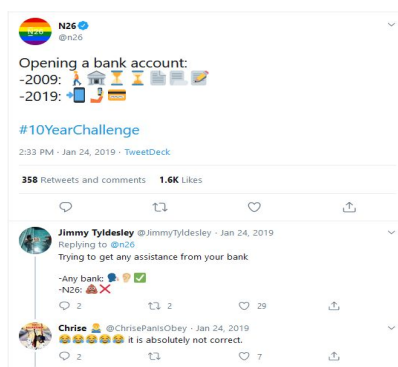 N26
@n26
Opening a bank account:
-2009: 🚶🏦⏳⌛📄📃📝
-2019: 📲🤳💳
#10YearChallenge
2:33 PM · Jan 24, 2019 · TweetDeck
358 Retweets and comments 1.6K Likes
Jimmy Tyldesley @JimmyTyldesley · Jan 24, 2019
Replying to @n26
Trying to get any assistance from your bank
-Any bank: 🗣👂✅
-N26: 💩❌
2 2 29
Chrise @ChrisePanIsObey · Jan 24, 2019
😂😂😂😂😂 it is absolutely not correct.
2 7